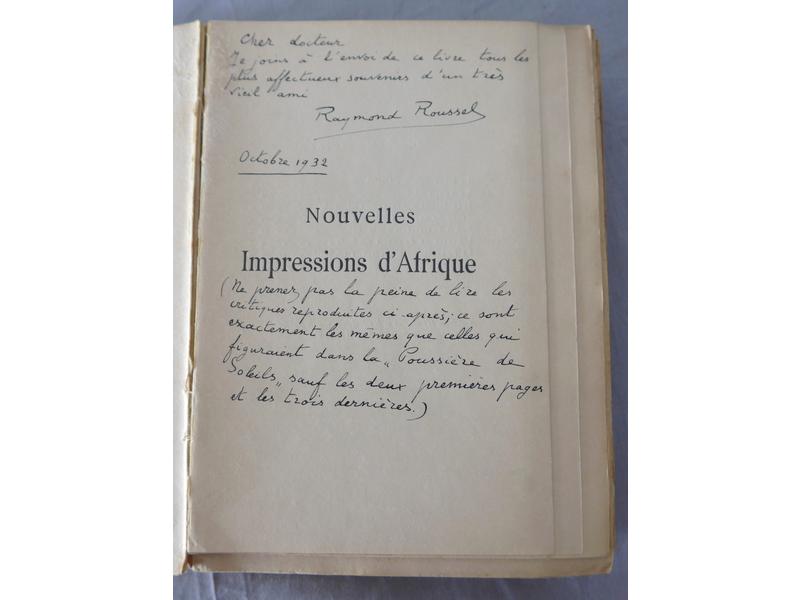 Cher docteur
Je joins à l'envoi de ce livre tous les
plus affectueux souvenirs d'un très
vieil ami
Raymond Roussel
Octobre 1932
Nouvelles
Impressions d'Afrique
(Ne prenez pas la peine de lire les
critiques reproduites ci-après; ce sont
exactement les mêmes que celles qui
figuraient dans la „Poussière de
Soleils„ sauf les deux premières pages
et les trois dernières.)